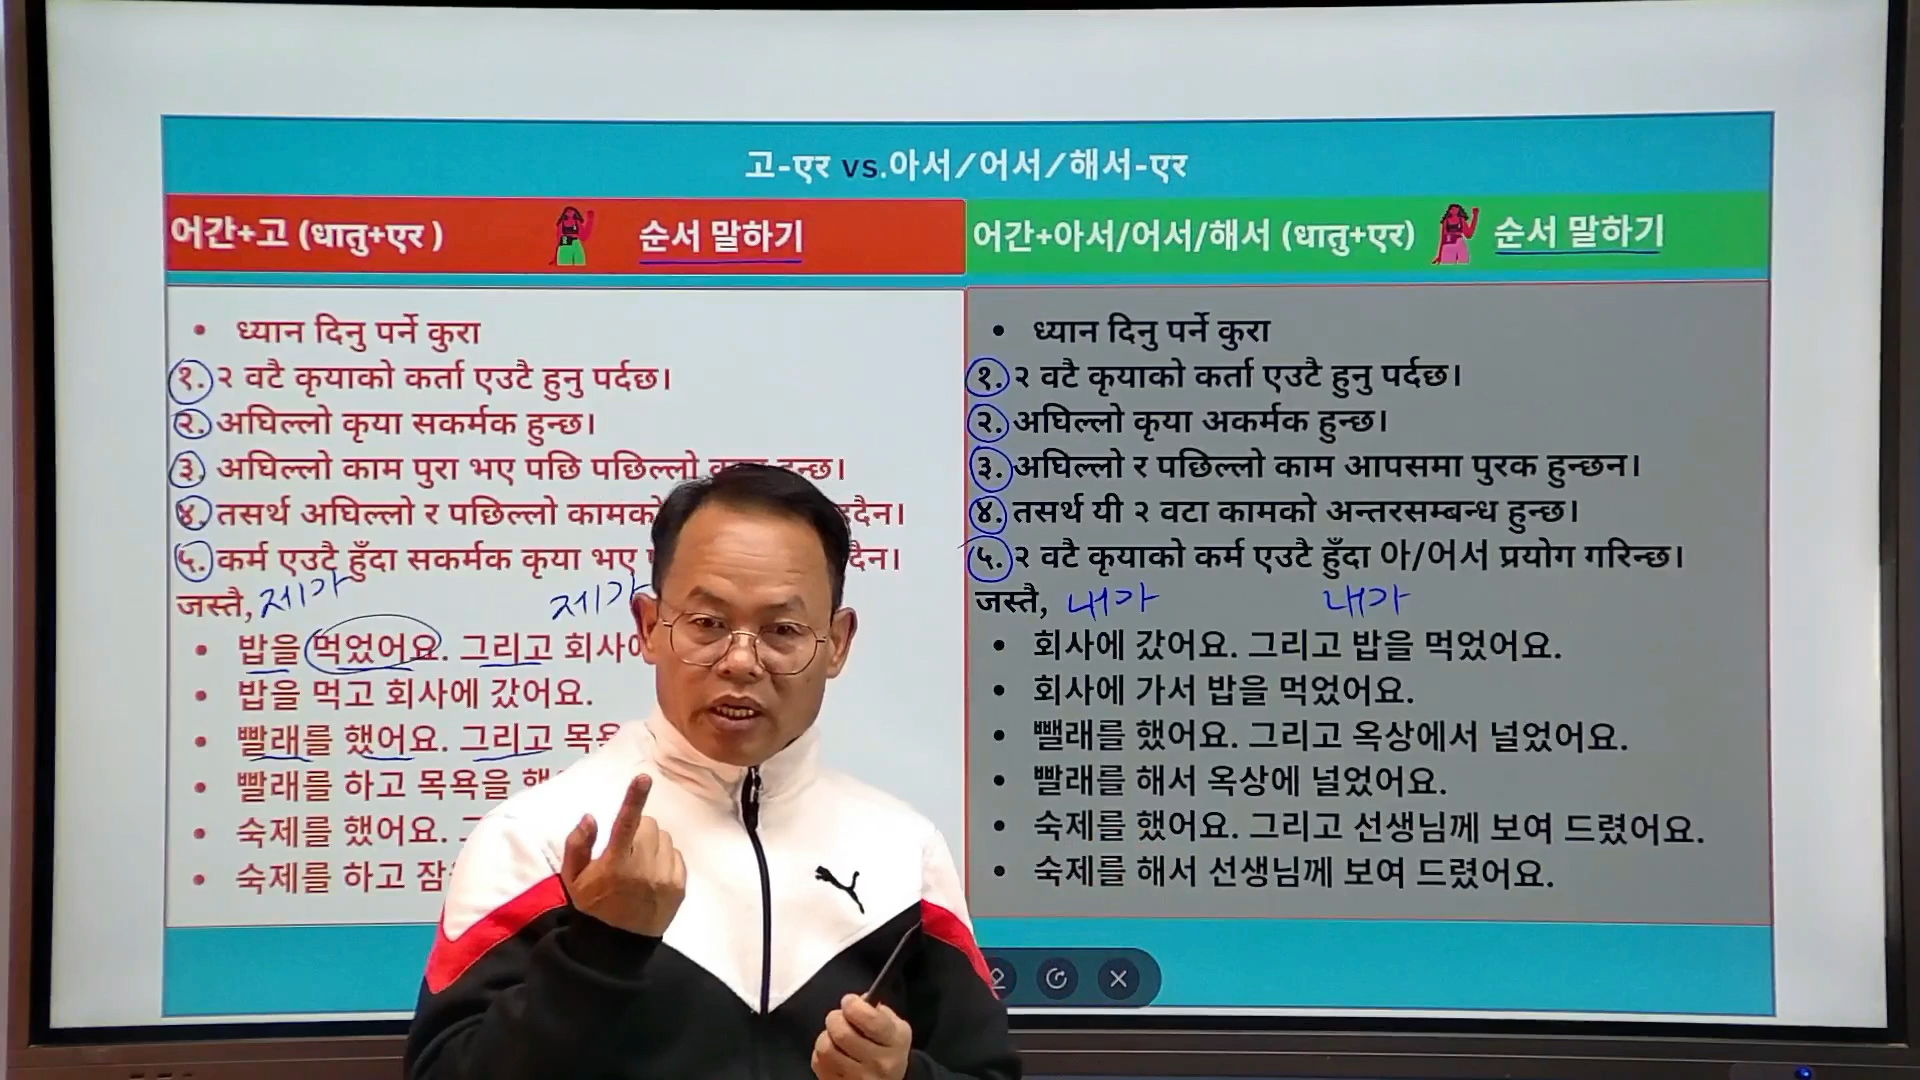 고-एर vs.아서/어서/해서-एर
어간+고 (धातु+एर )
순서 말하기
ध्यान दिनु पर्ने कुरा
१. २ वटै कृयाको कर्ता एउटै हुनु पर्दछ।
२. अघिल्लो कृया सकर्मक हुन्छ।
३. अघिल्लो काम पुरा भए पछि पछिल्लो हुन्छ।
४. तसर्थ अघिल्लो र पछिल्लो कामको
५. कर्म एउटै हुँदा सकर्मक कृया भए
जस्तै, 제가 제가
밥을 먹었어요. 그리고 회사에
밥을 먹고 회사에 갔어요.
빨래를 했어요. 그리고 목욕
빨래를 하고 목욕을
숙제를 했어요.
숙제를 하고 잠
어간+아서/어서/해서 (धातु+एर)
순서 말하기
ध्यान दिनु पर्ने कुरा
१. २ वटै कृयाको कर्ता एउटै हुनु पर्दछ।
२. अघिल्लो कृया अकर्मक हुन्छ।
३. अघिल्लो र पछिल्लो काम आपसमा पुरक हुन्छन।
४. तसर्थ यी २ वटा कामको अन्तरसम्बन्ध हुन्छ।
५. २ वटै कृयाको कर्म एउटै हुँदा 아/어서 प्रयोग गरिन्छ।
जस्तै, 내가 내가
회사에 갔어요. 그리고 밥을 먹었어요.
회사에 가서 밥을 먹었어요.
뺄래를 했어요. 그리고 옥상에서 널었어요.
빨래를 해서 옥상에 널었어요.
숙제를 했어요. 그리고 선생님께 보여 드렸어요.
숙제를 해서 선생님께 보여 드렸어요.